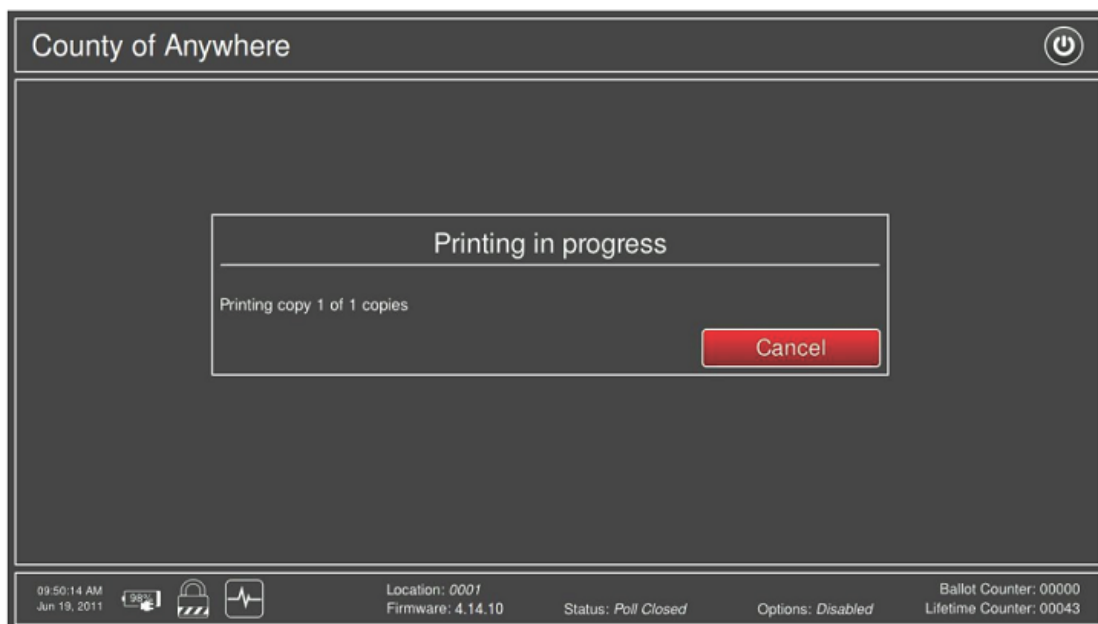 County of Anywhere
Printing in progress
Printing copy 1 of 1 copies
Cancel
09:50:14 AM
Jun 19, 2011
98%
Location: 0001
Firmware: 4.14.10
Status: Poll Closed
Options: Disabled
Ballot Counter: 00000
Lifetime Counter: 00043